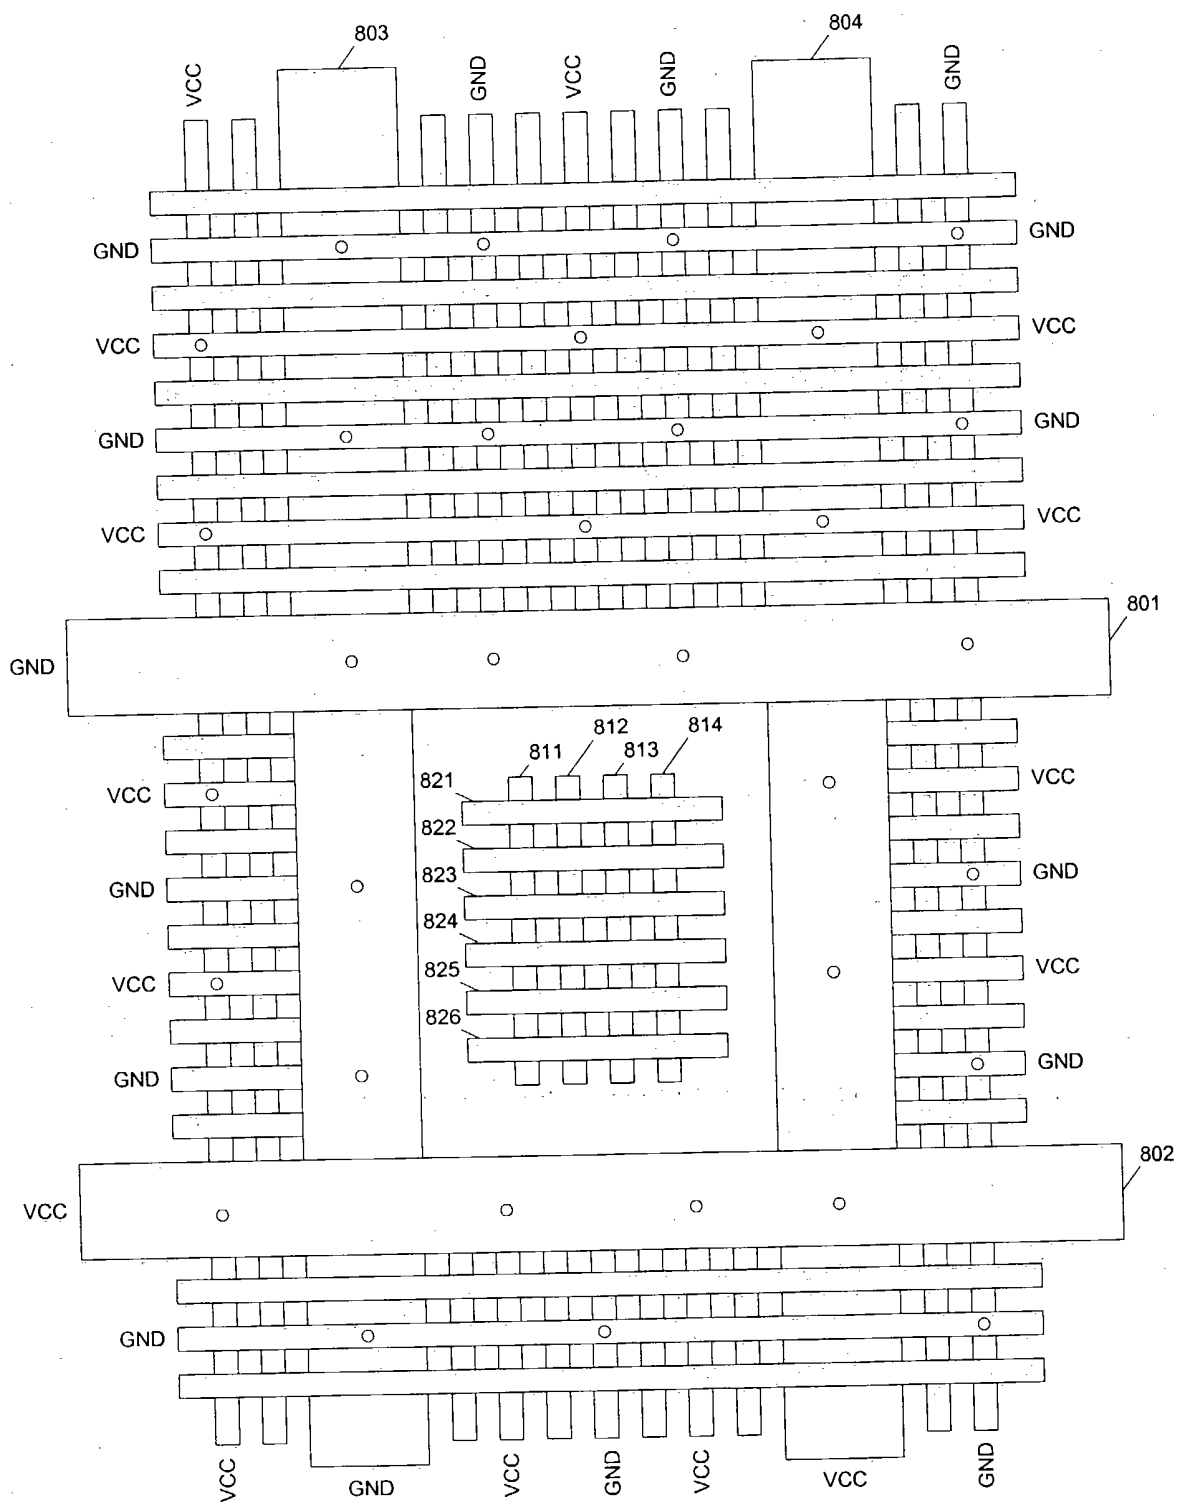 803
804
VCC
GND
VCC
GND
GND
GND
GND
VCC
VCC
GND
GND
VCC
VCC
801
GND
811
812
813
814
821
VCC
VCC
822
GND
823
GND
824
VCC
825
VCC
826
GND
GND
802
VCC
GND
VCC
GND
VCC
GND
VCC
VCC
GND